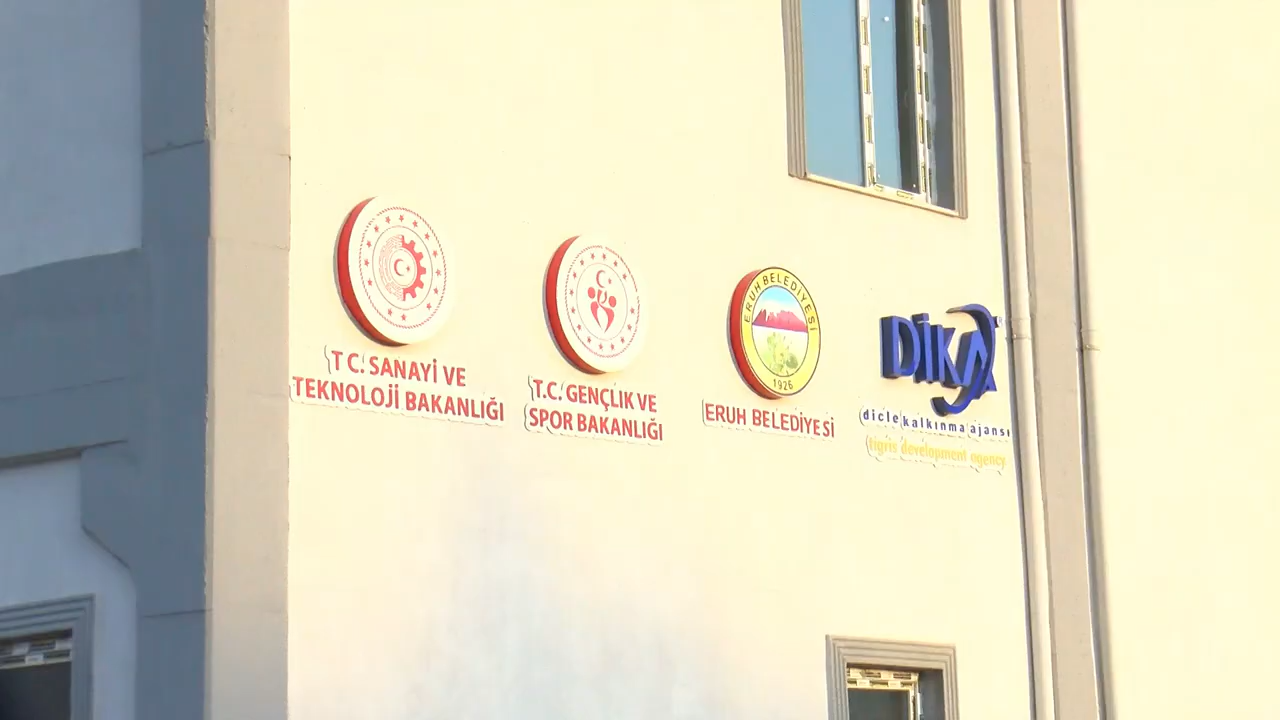 T C. SANAYİ VE
TEKNOLOJİ BAKANLIĞI
T.C. GENÇLİK VE
SPOR BAKANLIĞI
ERUH BELEDİYESİ
1926
ERUH BELEDİYESİ
DİKA
dicle kalkınma ajansı
tigris development agency